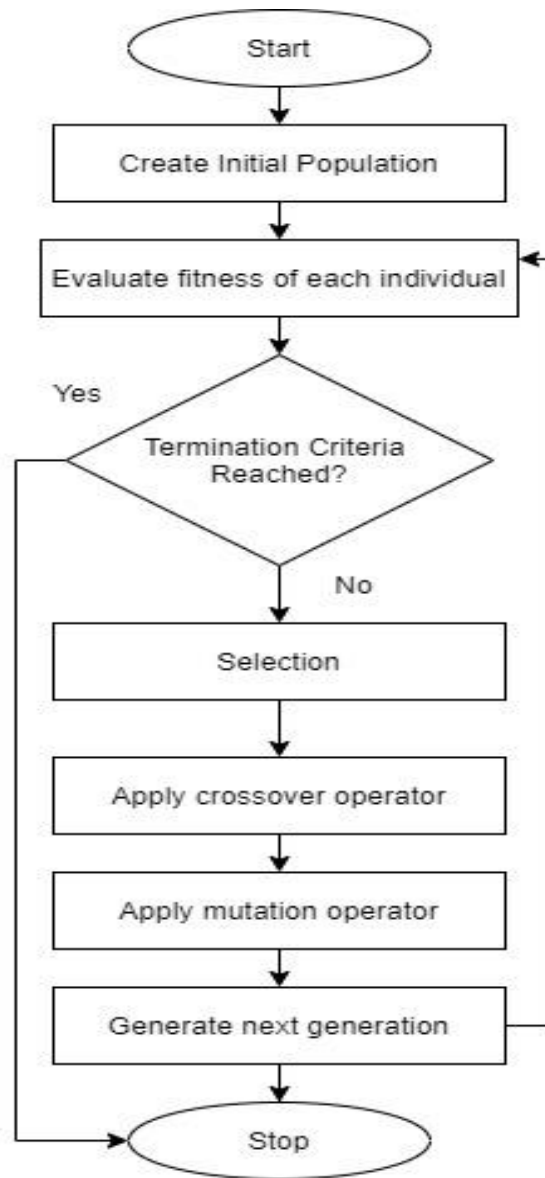 Start
Create Initial Population
Evaluate fitness of each individual
Yes
Termination Criteria
Reached?
No
Selection
Apply crossover operator
Apply mutation operator
Generate next generation
Stop